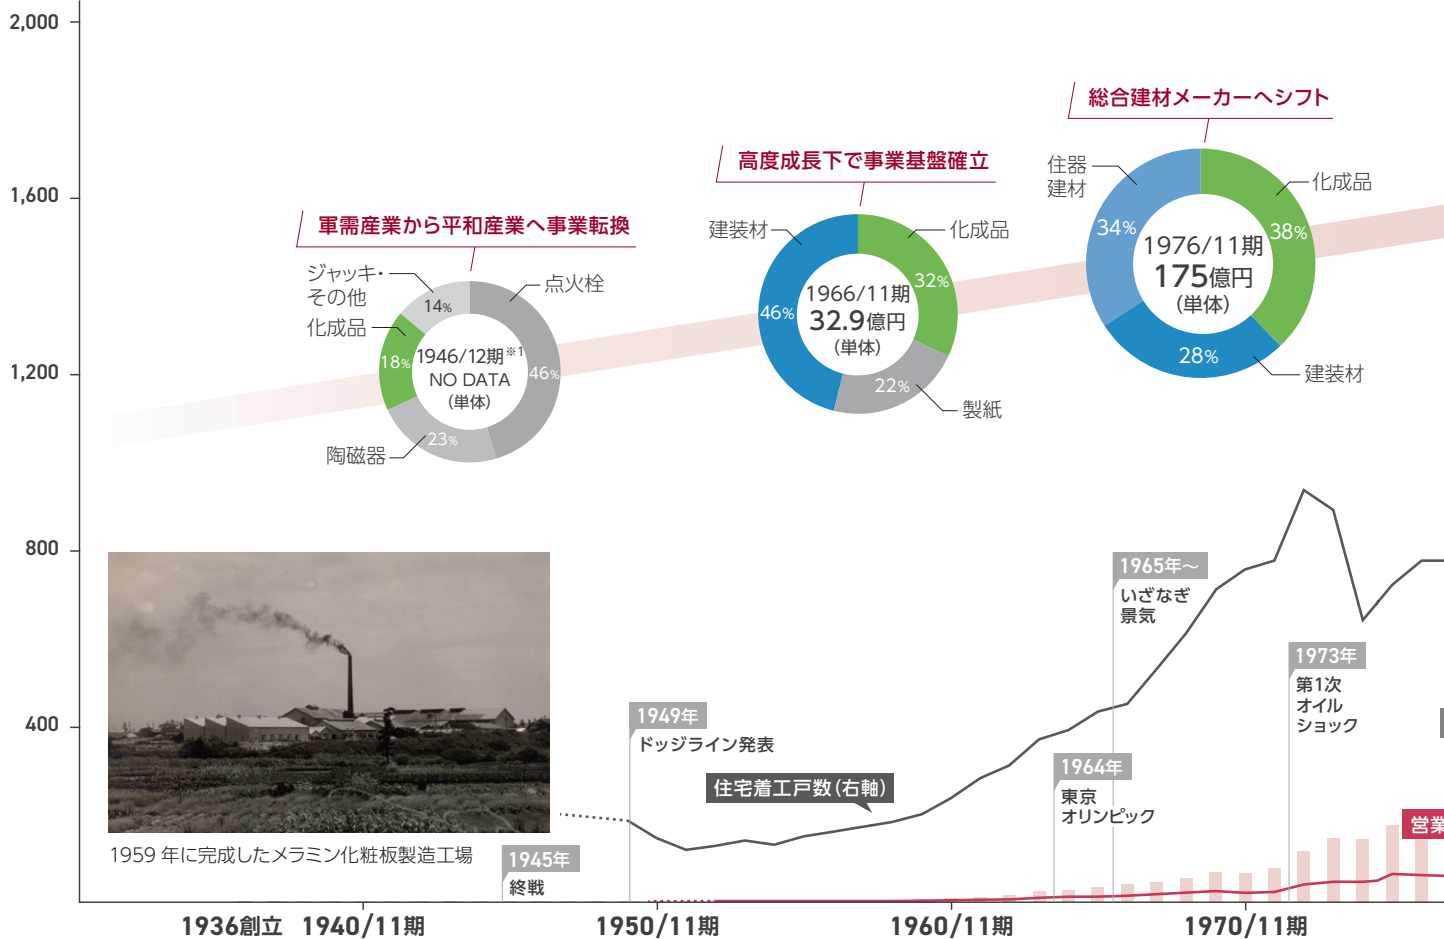 2,000
1,600
1,200
800
400
軍需産業から平和産業へ事業転換
ジャッキ・
その他
14%
点火栓
46%
化成品
18%
陶磁器
23%
1946/12期※1
NO DATA
(単体)
高度成長下で事業基盤確立
建装材
46%
化成品
32%
製紙
22%
1966/11期
32.9億円
(単体)
総合建材メーカーへシフト
住器
建材
34%
化成品
38%
建装材
28%
1976/11期
175億円
(単体)
1959 年に完成したメラミン化粧板製造工場
1945年
終戦
1949年
ドッジライン発表
住宅着工戸数(右軸)
1964年
東京
オリンピック
1965年～
いざなぎ
景気
1973年
第1次
オイル
ショック
営業
1936創立
1940/11期
1950/11期
1960/11期
1970/11期